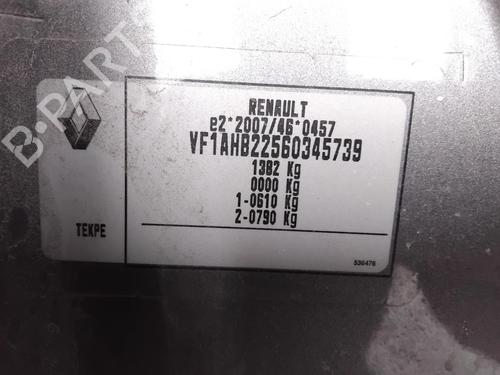 B-PARTS
RENAULT
e2*2007/46*0457
VF1AHB22560345739
1382 Kg
0000 Kg
1-0610 Kg
2-0790 Kg
TEKPE
536476